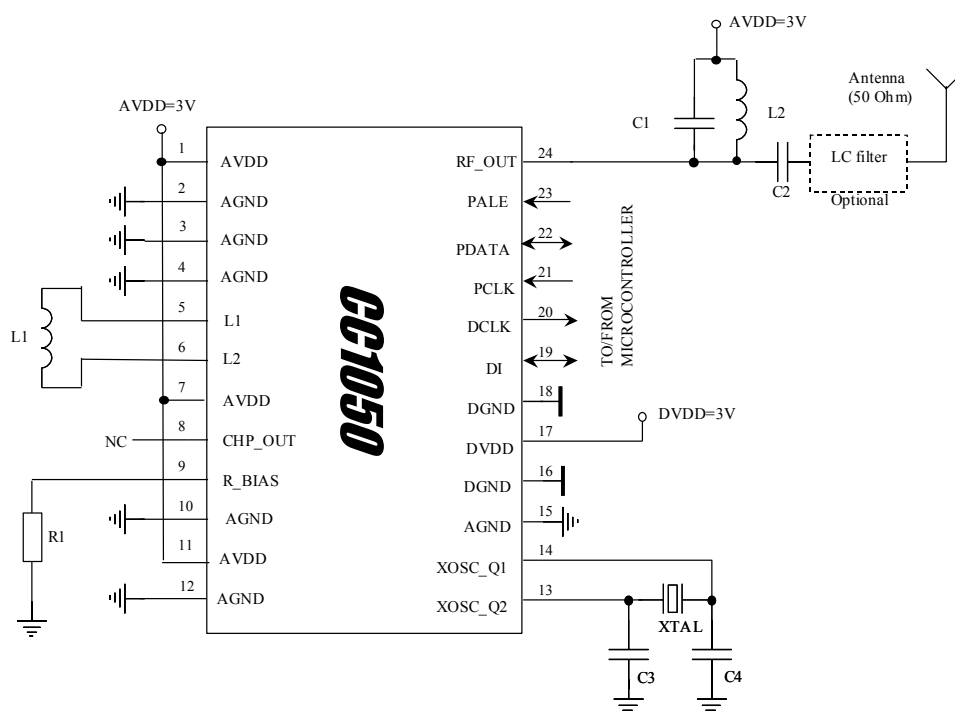 AVDD=3V
Antenna
(50 Ohm)
AVDD=3V
C1
L2
C2
LC filter
Optional
1
AVDD
2
AGND
3
AGND
4
AGND
L1
5
L1
6
L2
7
AVDD
NC
8
CHP_OUT
9
R_BIAS
10
AGND
R1
11
AVDD
12
AGND
CC1050
RF_OUT
24
PALE
23
PDATA
22
PCLK
21
DCLK
20
DI
19
TO/FROM
MICROCONTROLLER
DGND
18
DVDD
17
DVDD=3V
DGND
16
AGND
15
XOSC_Q1
14
XOSC_Q2
13
XTAL
C3
C4